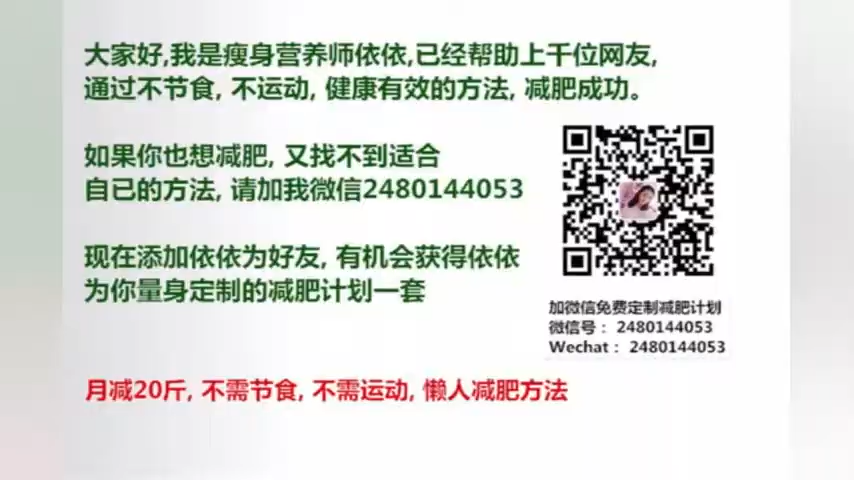 大家好,我是瘦身营养师依依,已经帮助上千位网友,
通过不节食, 不运动, 健康有效的方法, 减肥成功。
如果你也想减肥, 又找不到适合
自已的方法, 请加我微信2480144053
现在添加依依为好友, 有机会获得依依
为你量身定制的减肥计划一套
加微信免费定制减肥计划
微信号： 2480144053
Wechat： 2480144053
月减20斤, 不需节食, 不需运动, 懒人减肥方法